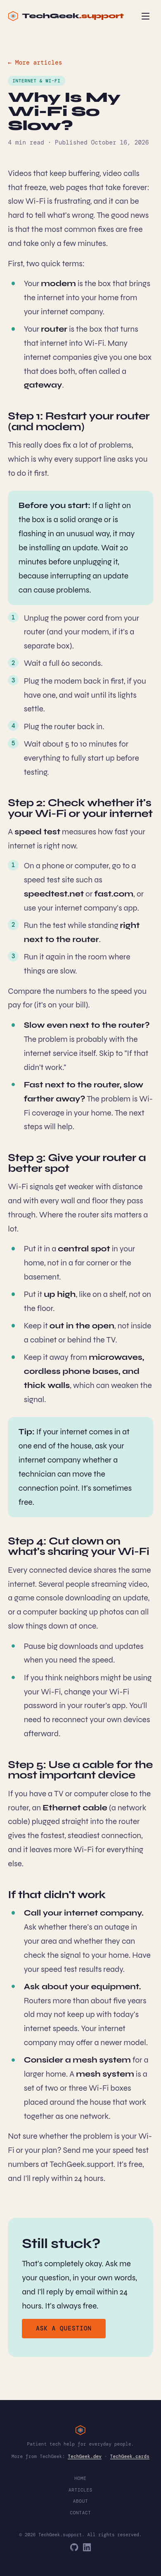 TechGeek.support
← More articles
INTERNET & WI-FI
Why Is My
Wi-Fi So
Slow?
4 min read · Published October 16, 2026
Videos that keep buffering, video calls
that freeze, web pages that take forever:
slow Wi-Fi is frustrating, and it can be
hard to tell what's wrong. The good news
is that the most common fixes are free
and take only a few minutes.
First, two quick terms:
Your modem is the box that brings
the internet into your home from
your internet company.
Your router is the box that turns
that internet into Wi-Fi. Many
internet companies give you one box
that does both, often called a
gateway.
Step 1: Restart your router
(and modem)
This really does fix a lot of problems,
which is why every support line asks you
to do it first.
Before you start: If a light on
the box is a solid orange or is
flashing in an unusual way, it may
be installing an update. Wait 20
minutes before unplugging it,
because interrupting an update
can cause problems.
1 Unplug the power cord from your
router (and your modem, if it's a
separate box).
2 Wait a full 60 seconds.
3 Plug the modem back in first, if you
have one, and wait until its lights
settle.
4 Plug the router back in.
5 Wait about 5 to 10 minutes for
everything to fully start up before
testing.
Step 2: Check whether it's
your Wi-Fi or your internet
A speed test measures how fast your
internet is right now.
1 On a phone or computer, go to a
speed test site such as
speedtest.net or fast.com, or
use your internet company's app.
2 Run the test while standing right
next to the router.
3 Run it again in the room where
things are slow.
Compare the numbers to the speed you
pay for (it's on your bill).
Slow even next to the router?
The problem is probably with the
internet service itself. Skip to "If that
didn't work."
Fast next to the router, slow
farther away? The problem is Wi-
Fi coverage in your home. The next
steps will help.
Step 3: Give your router a
better spot
Wi-Fi signals get weaker with distance
and with every wall and floor they pass
through. Where the router sits matters a
lot.
Put it in a central spot in your
home, not in a far corner or the
basement.
Put it up high, like on a shelf, not on
the floor.
Keep it out in the open, not inside
a cabinet or behind the TV.
Keep it away from microwaves,
cordless phone bases, and
thick walls, which can weaken the
signal.
Tip: If your internet comes in at
one end of the house, ask your
internet company whether a
technician can move the
connection point. It's sometimes
free.
Step 4: Cut down on
what's sharing your Wi-Fi
Every connected device shares the same
internet. Several people streaming video,
a game console downloading an update,
or a computer backing up photos can all
slow things down at once.
Pause big downloads and updates
when you need the speed.
If you think neighbors might be using
your Wi-Fi, change your Wi-Fi
password in your router's app. You'll
need to reconnect your own devices
afterward.
Step 5: Use a cable for the
most important device
If you have a TV or computer close to the
router, an Ethernet cable (a network
cable) plugged straight into the router
gives the fastest, steadiest connection,
and it leaves more Wi-Fi for everything
else.
If that didn't work
Call your internet company.
Ask whether there's an outage in
your area and whether they can
check the signal to your home. Have
your speed test results ready.
Ask about your equipment.
Routers more than about five years
old may not keep up with today's
internet speeds. Your internet
company may offer a newer model.
Consider a mesh system for a
larger home. A mesh system is a
set of two or three Wi-Fi boxes
placed around the house that work
together as one network.
Not sure whether the problem is your Wi-
Fi or your plan? Send me your speed test
numbers at TechGeek.support. It's free,
and I'll reply within 24 hours.
Still stuck?
That's completely okay. Ask me
your question, in your own words,
and I'll reply by email within 24
hours. It's always free.
ASK A QUESTION
Patient tech help for everyday people.
More from TechGeek: TechGeek.dev · TechGeek.cards
HOME
ARTICLES
ABOUT
CONTACT
© 2026 TechGeek.support. All rights reserved.